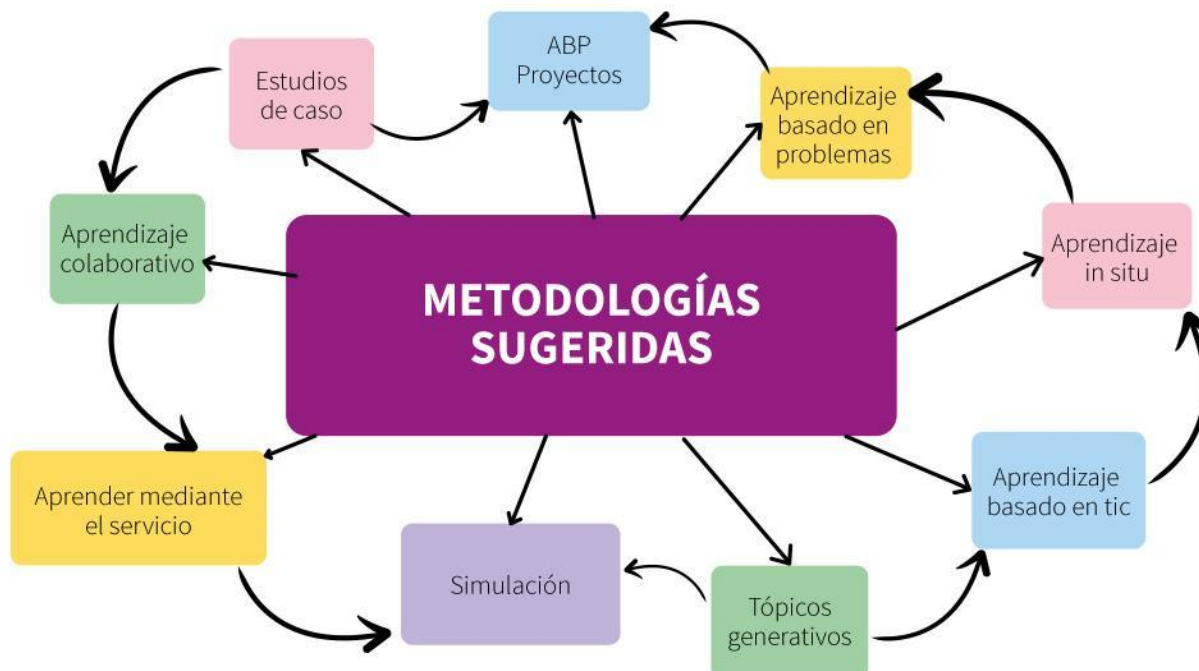 ABP
Proyectos
Estudios
de caso
Aprendizaje
basado en
problemas
Aprendizaje
colaborativo
Aprendizaje
in situ
METODOLOGÍAS
SUGERIDAS
Aprender mediante
el servicio
Simulación
Tópicos
generativos
Aprendizaje
basado en tic